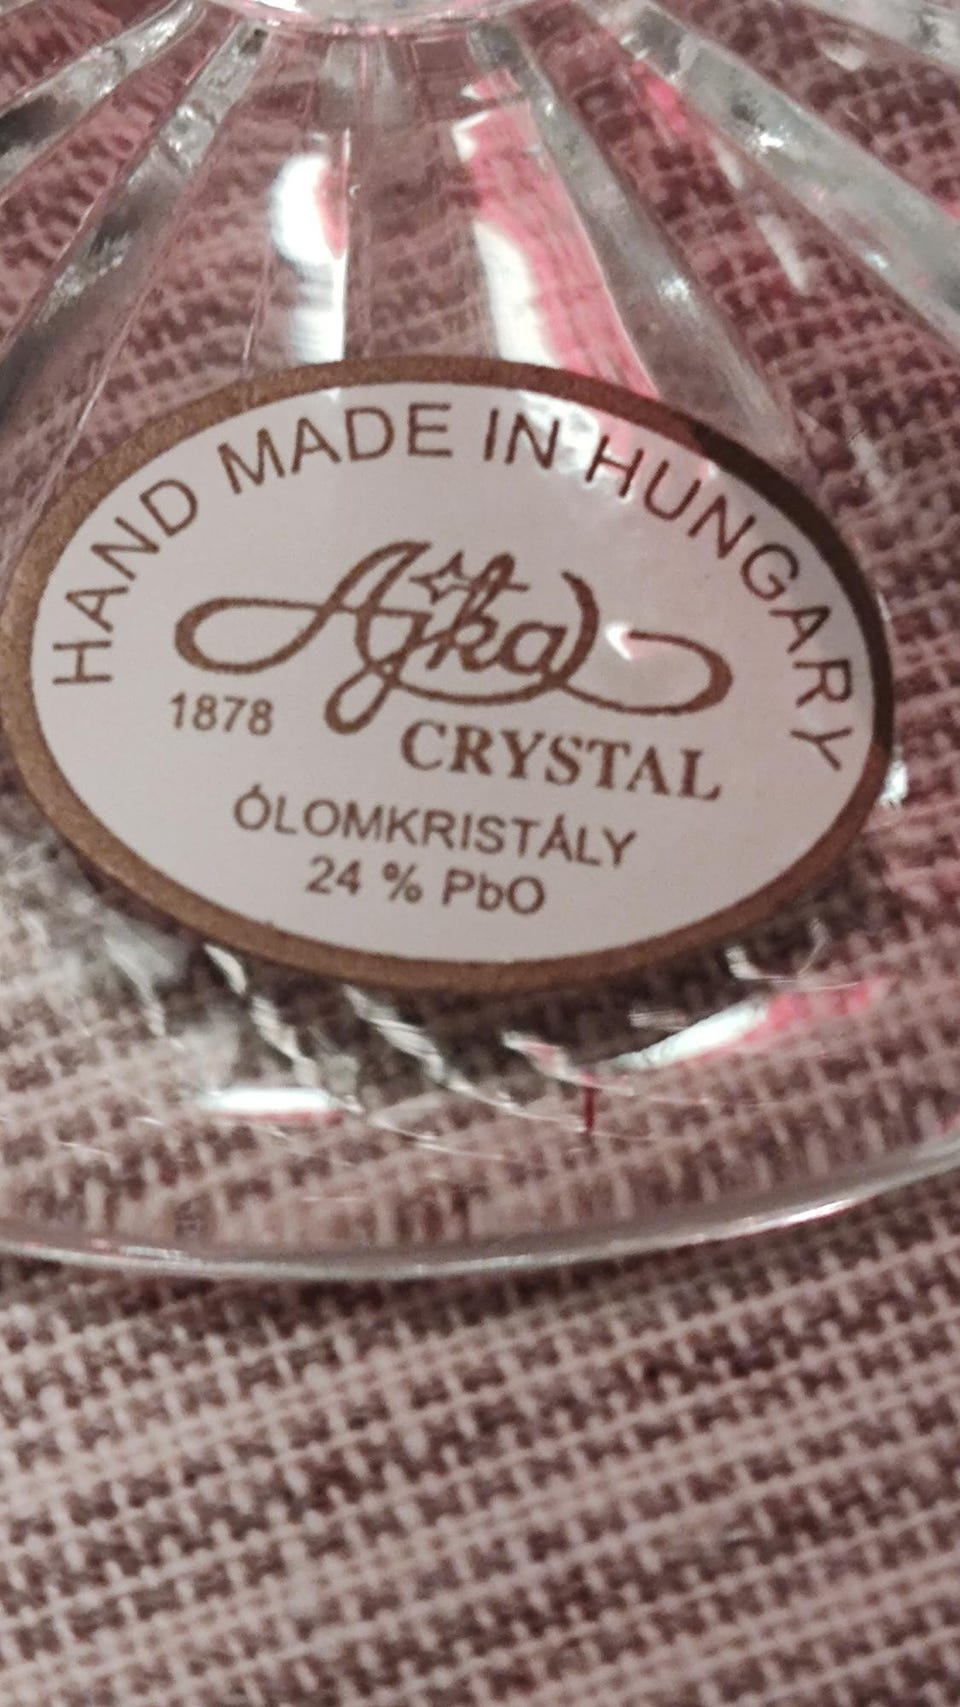 HAND MADE IN HUNGARY
Ajka
1878
CRYSTAL
ÓLOMKRISTÁLY
24 % PbO